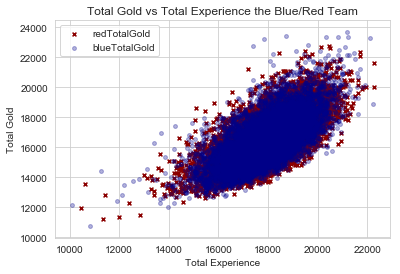 Total Gold vs Total Experience the Blue/Red Team
redTotalGold
blueTotalGold
24000
22000
20000
18000
16000
14000
12000
10000
Total Gold
10000 12000 14000 16000 18000 20000 22000
Total Experience